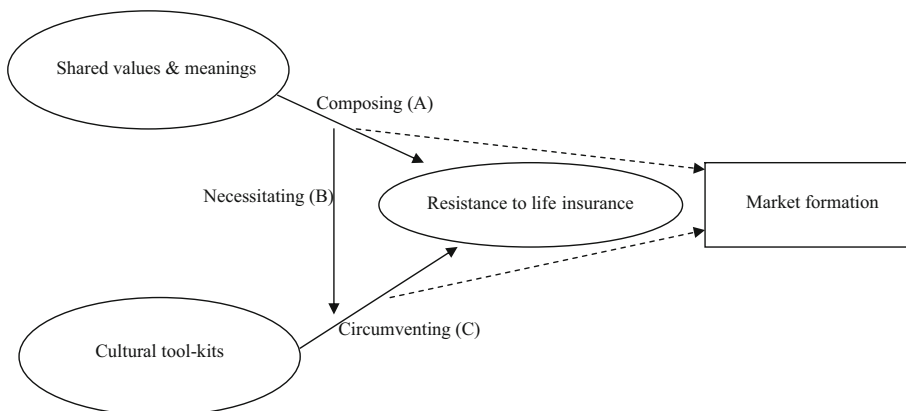 Shared values & meanings
Composing (A)
Necessitating (B)
Resistance to life insurance
Market formation
Circumventing (C)
Cultural tool-kits